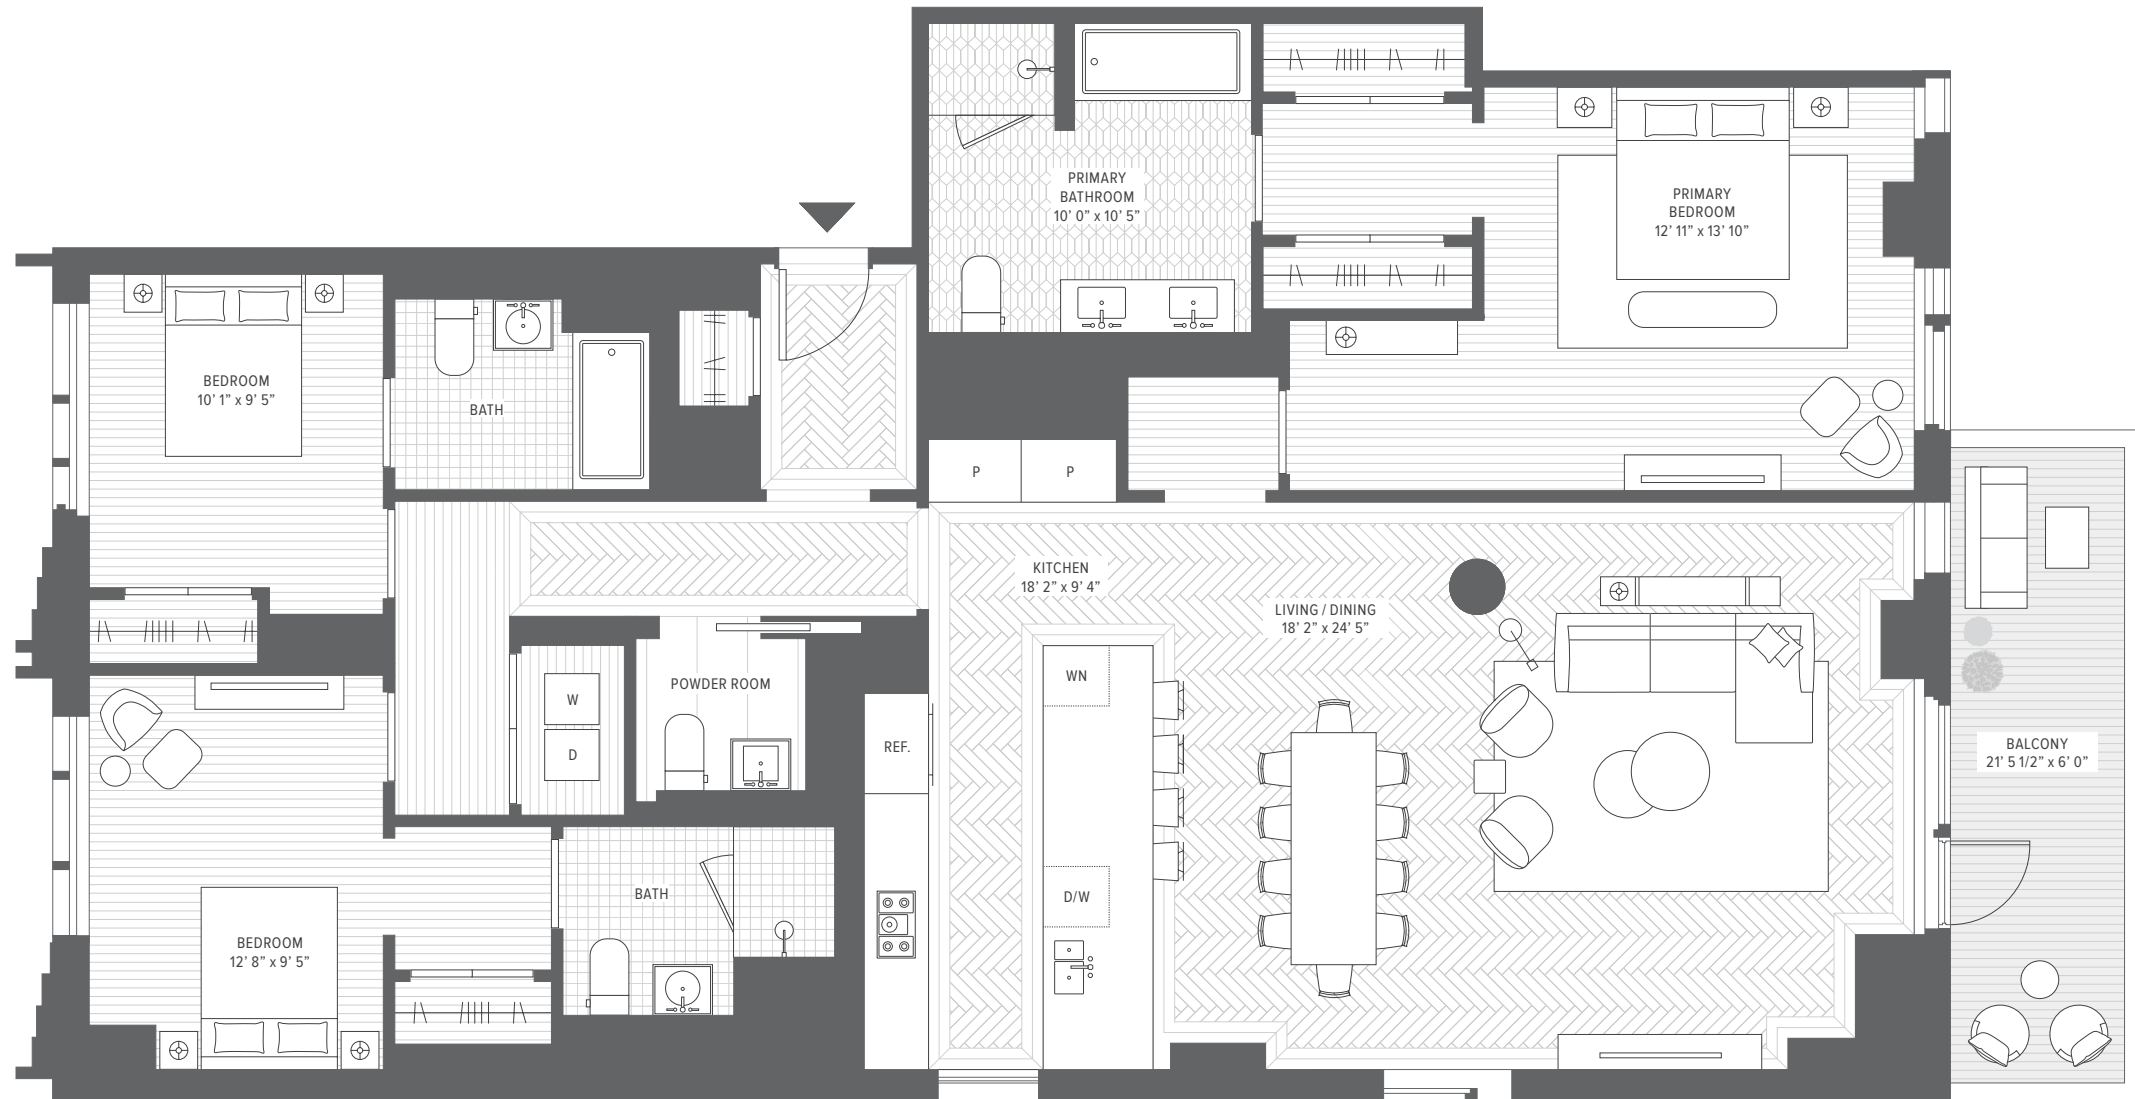 PRIMARY
BATHROOM
10’ 0” x 10’ 5”
PRIMARY
BEDROOM
12’ 11” x 13’ 10”
BEDROOM
10’ 1” x 9’ 5”
BATH
P
P
KITCHEN
18’ 2” x 9’ 4”
LIVING / DINING
18’ 2” x 24’ 5”
WN
POWDER ROOM
W
D
REF.
BALCONY
21’ 5 1/2” x 6’ 0”
BATH
D/W
BEDROOM
12’ 8” x 9’ 5”